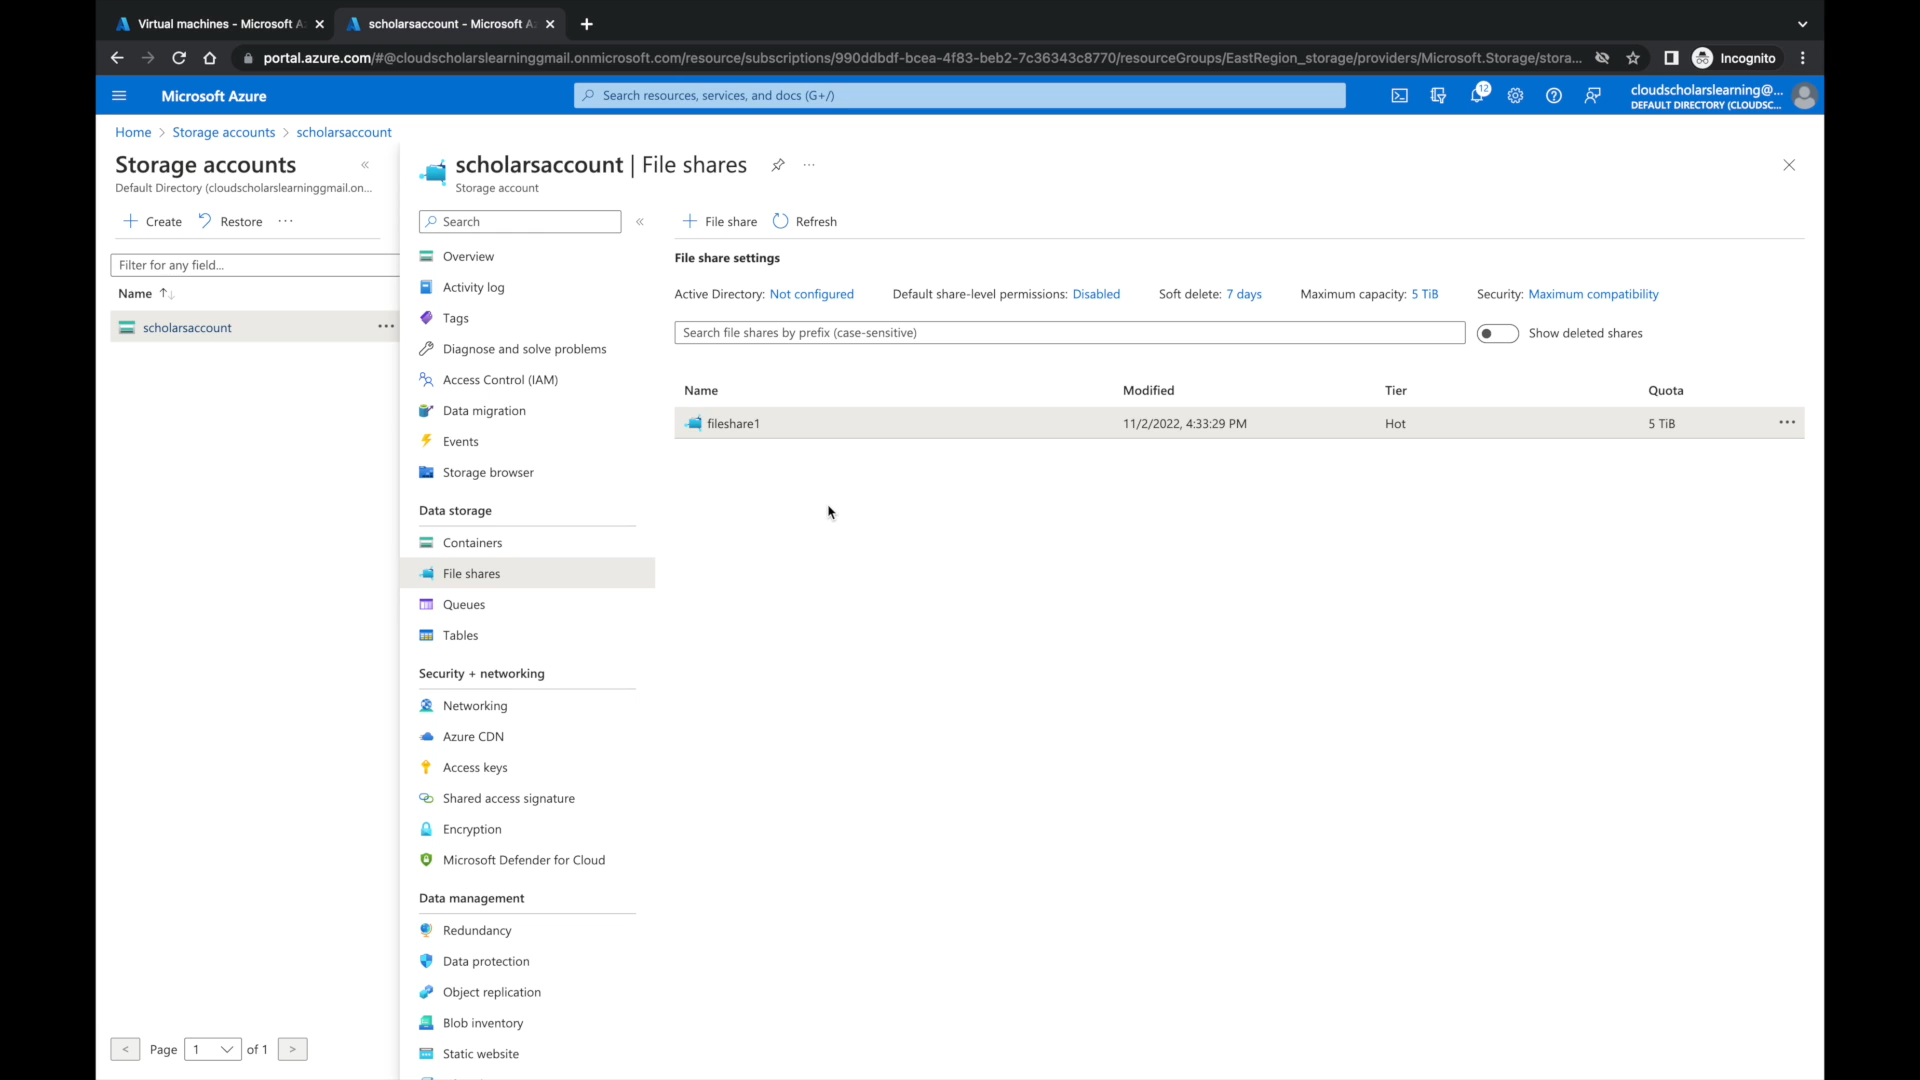 Virtual machines - Microsoft A
scholarsaccount - Microsoft A
portal.azure.com/#@cloudscholarslearninggmail.onmicrosoft.com/resource/subscriptions/990ddbdf-bcea-4f83-beb2-7c36343c8770/resourceGroups/EastRegion_storage/providers/Microsoft.Storage/stora...
Incognito
Microsoft Azure
Search resources, services, and docs (G+/)
12
cloudscholarslearning@...
DEFAULT DIRECTORY (CLOUDSC...
Home > Storage accounts > scholarsaccount
Storage accounts
Default Directory (cloudscholarslearninggmail.on...
Create
Restore
Filter for any field...
Name
scholarsaccount
Page 1 of 1
scholarsaccount | File shares
Storage account
Search
Overview
Activity log
Tags
Diagnose and solve problems
Access Control (IAM)
Data migration
Events
Storage browser
Data storage
Containers
File shares
Queues
Tables
Security + networking
Networking
Azure CDN
Access keys
Shared access signature
Encryption
Microsoft Defender for Cloud
Data management
Redundancy
Data protection
Object replication
Blob inventory
Static website
File share
Refresh
File share settings
Active Directory: Not configured
Default share-level permissions: Disabled
Soft delete: 7 days
Maximum capacity: 5 TiB
Security: Maximum compatibility
Search file shares by prefix (case-sensitive)
Show deleted shares
Name Modified Tier Quota
fileshare1 11/2/2022, 4:33:29 PM Hot 5 TiB